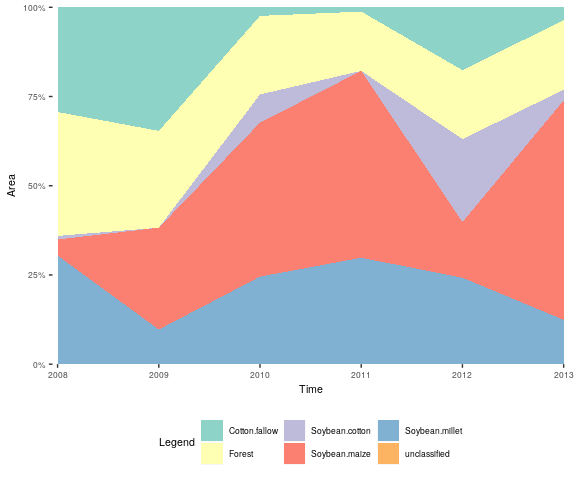 100%
75%
Area
50%
25%
0%
2008 2009 2010 2011 2012 2013
Time
Legend
Cotton.fallow Soybean.cotton Soybean.millet
Forest Soybean.maize unclassified